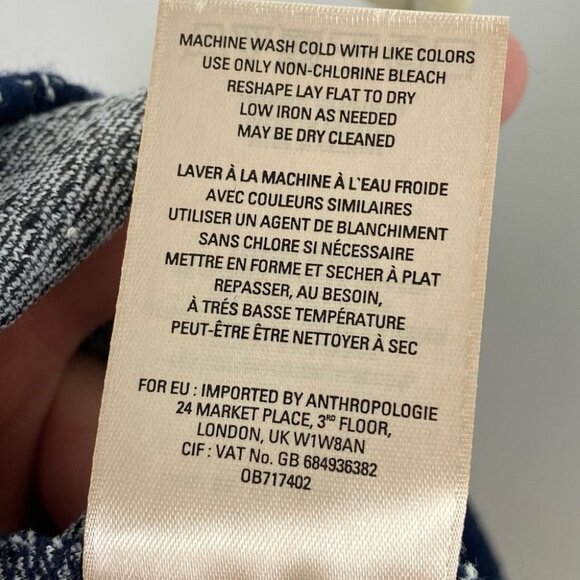 MACHINE WASH COLD WITH LIKE COLORS
USE ONLY NON-CHLORINE BLEACH
RESHAPE LAY FLAT TO DRY
LOW IRON AS NEEDED
MAY BE DRY CLEANED
LAVER À LA MACHINE À L`EAU FROIDE
AVEC COULEURS SIMILAIRES
UTILISER UN AGENT DE BLANCHIMENT
SANS CHLORE SI NÉCESSAIRE
METTRE EN FORME ET SECHER À PLAT
REPASSER, AU BESOIN,
À TRÉS BASSE TEMPÉRATURE
PEUT-ÊTRE ÊTRE NETTOYER À SEC
FOR EU : IMPORTED BY ANTHROPOLOGIE
24 MARKET PLACE, 3RD FLOOR,
LONDON, UK W1W8AN
CIF : VAT No. GB 684936382
OB717402